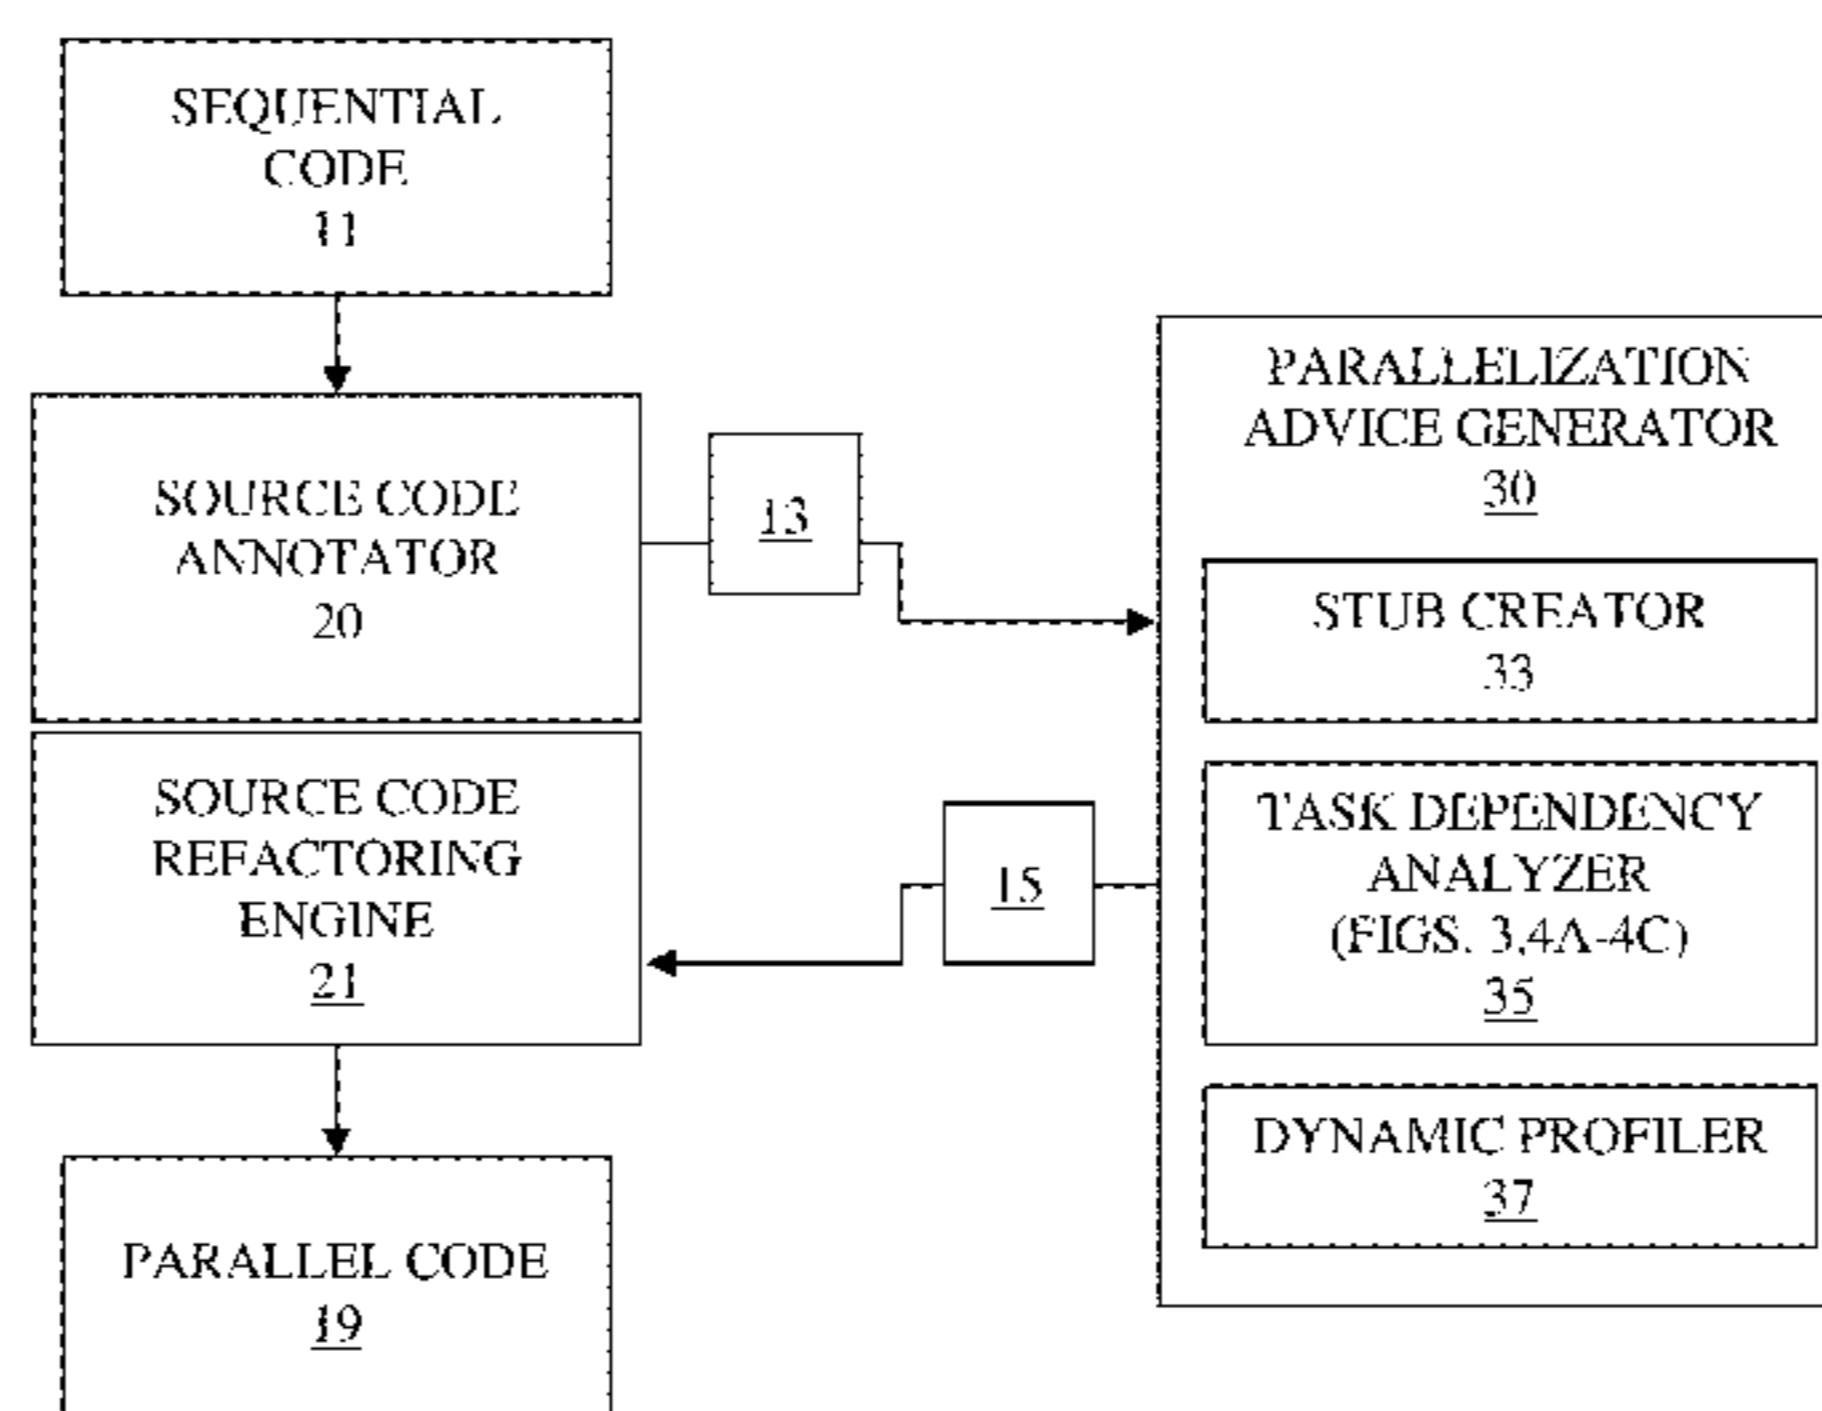 SEQUENTIAL
CODE
11
SOURCE CODE
ANNOTATOR
20
13
PARALLELIZATION
ADVICE GENERATOR
30
STUB CREATOR
33
SOURCE CODE
REFACTORING
ENGINE
21
15
TASK DEPENDENCY
ANALYZER
(FIGS. 3,4A-4C)
35
DYNAMIC PROFILER
37
PARALLEL CODE
19